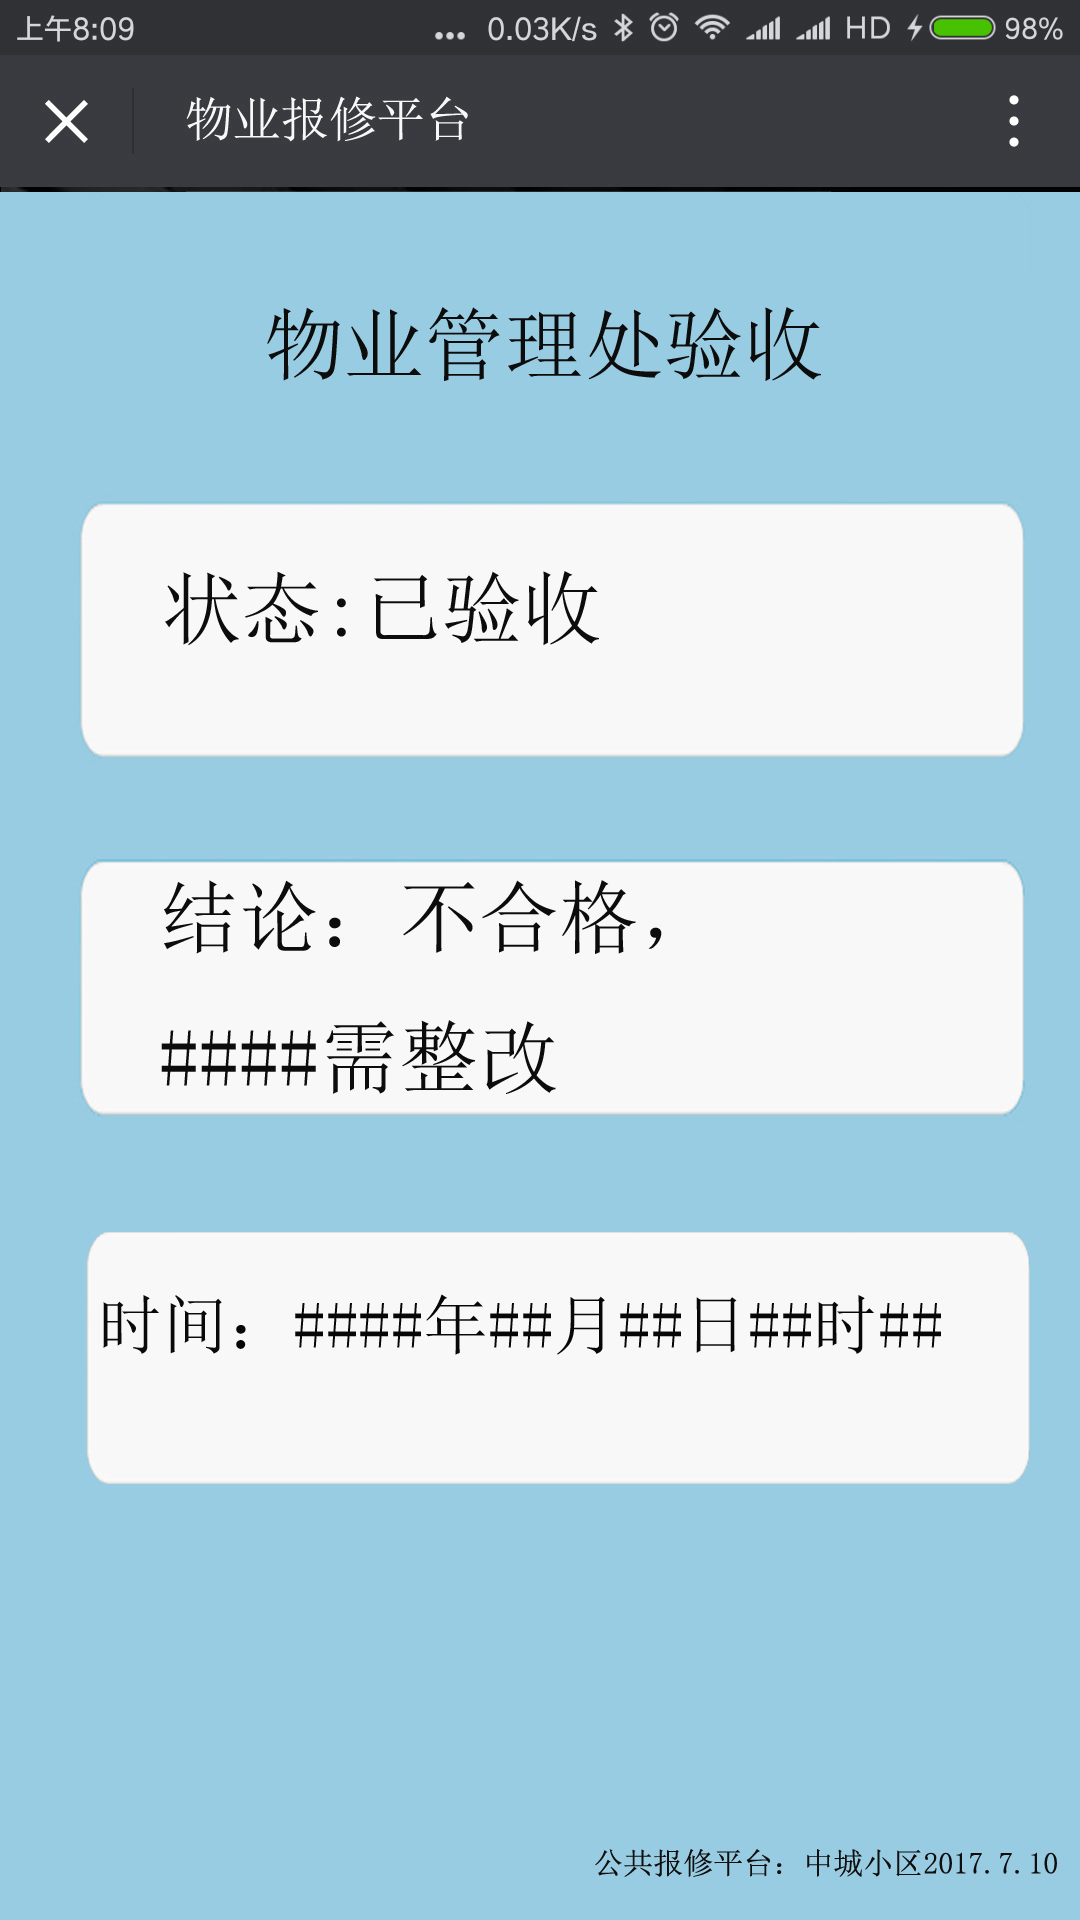 上午8:09 ... 0.03K/s HD 98%
物业报修平台
物业管理处验收
状态:已验收
结论：不合格，
####需整改
时间：####年##月##日##时##
公共报修平台：中城小区2017.7.10